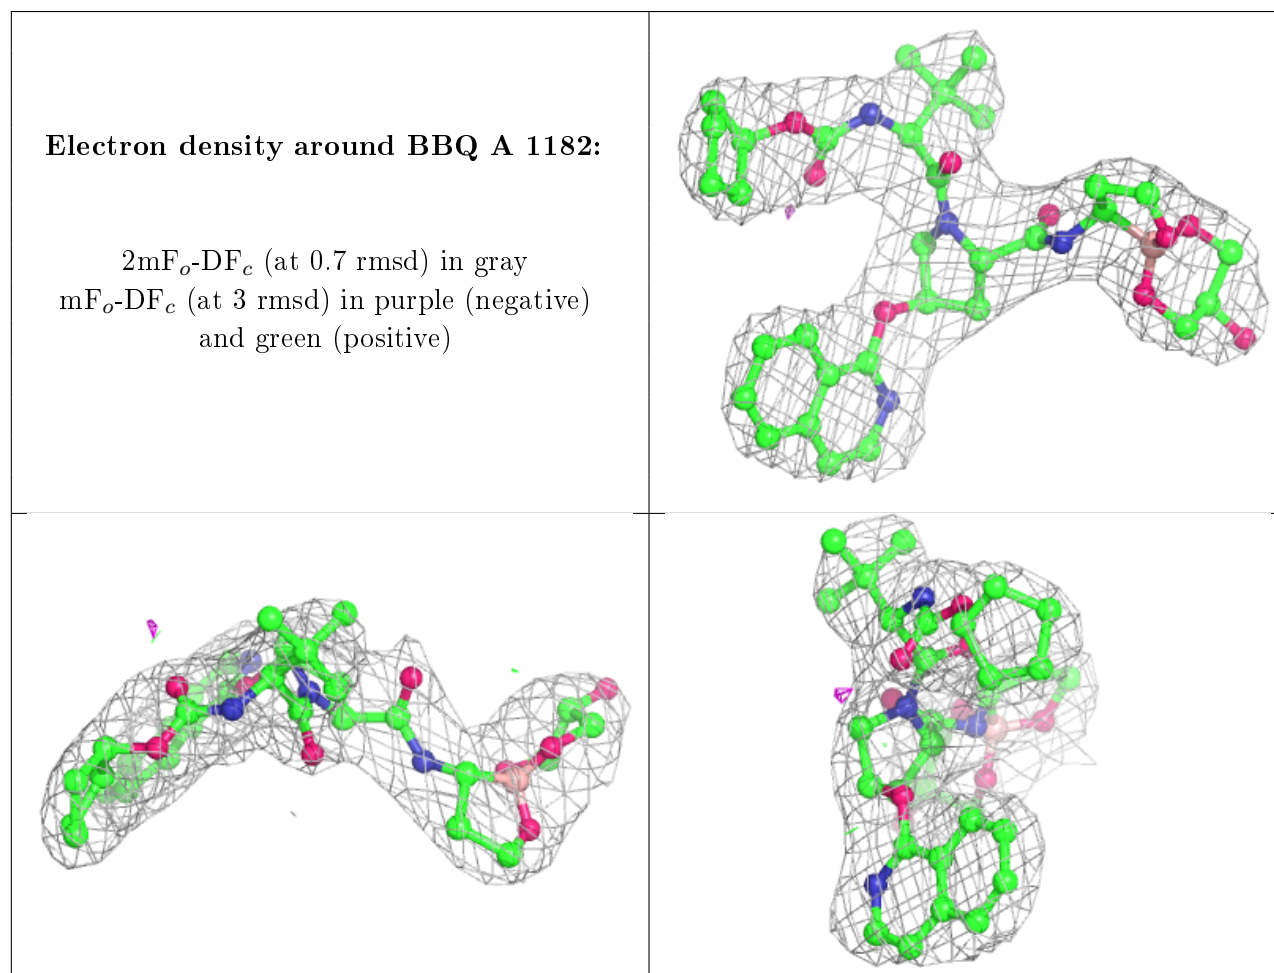 Electron density around BBQ A 1182:
2mFo-DFc (at 0.7 rmsd) in gray
mFo-DFc (at 3 rmsd) in purple (negative)
and green (positive)